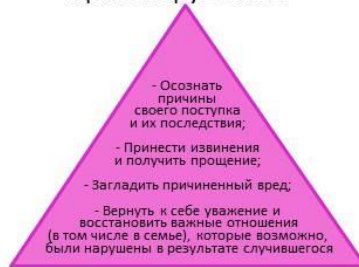 - Осознать
причины
своего поступка
и их последствия;
- Принести извинения
и получить прощение;
- Загладить причиненный вред;
- Вернуть к себе уважение и
восстановить важные отношения
(в том числе в семье), которые возможно,
были нарушены в результате случившегося